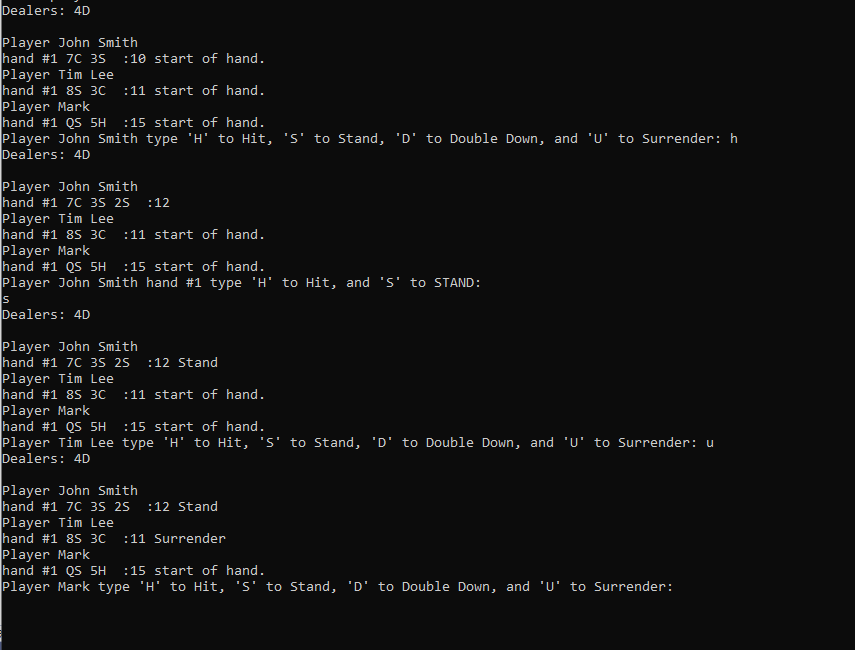 Dealers: 4D
Player John Smith
hand #1 7C 3S  :10 start of hand.
Player Tim Lee
hand #1 8S 3C  :11 start of hand.
Player Mark
hand #1 QS 5H  :15 start of hand.
Player John Smith type 'H' to Hit, 'S' to Stand, 'D' to Double Down, and 'U' to Surrender: h
Dealers: 4D
Player John Smith
hand #1 7C 3S 2S  :12
Player Tim Lee
hand #1 8S 3C  :11 start of hand.
Player Mark
hand #1 QS 5H  :15 start of hand.
Player John Smith hand #1 type 'H' to Hit, and 'S' to STAND:
s
Dealers: 4D
Player John Smith
hand #1 7C 3S 2S  :12 Stand
Player Tim Lee
hand #1 8S 3C  :11 start of hand.
Player Mark
hand #1 QS 5H  :15 start of hand.
Player Tim Lee type 'H' to Hit, 'S' to Stand, 'D' to Double Down, and 'U' to Surrender: u
Dealers: 4D
Player John Smith
hand #1 7C 3S 2S  :12 Stand
Player Tim Lee
hand #1 8S 3C  :11 Surrender
Player Mark
hand #1 QS 5H  :15 start of hand.
Player Mark type 'H' to Hit, 'S' to Stand, 'D' to Double Down, and 'U' to Surrender: